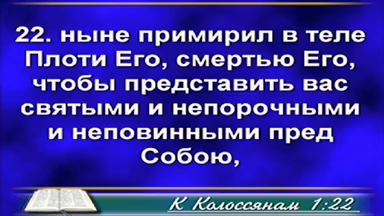 22. ныне примирил в теле
Плоти Его, смертью Его,
чтобы представить вас
святыми и непорочными
и неповинными пред
Собою,
К Колоссянам 1:22